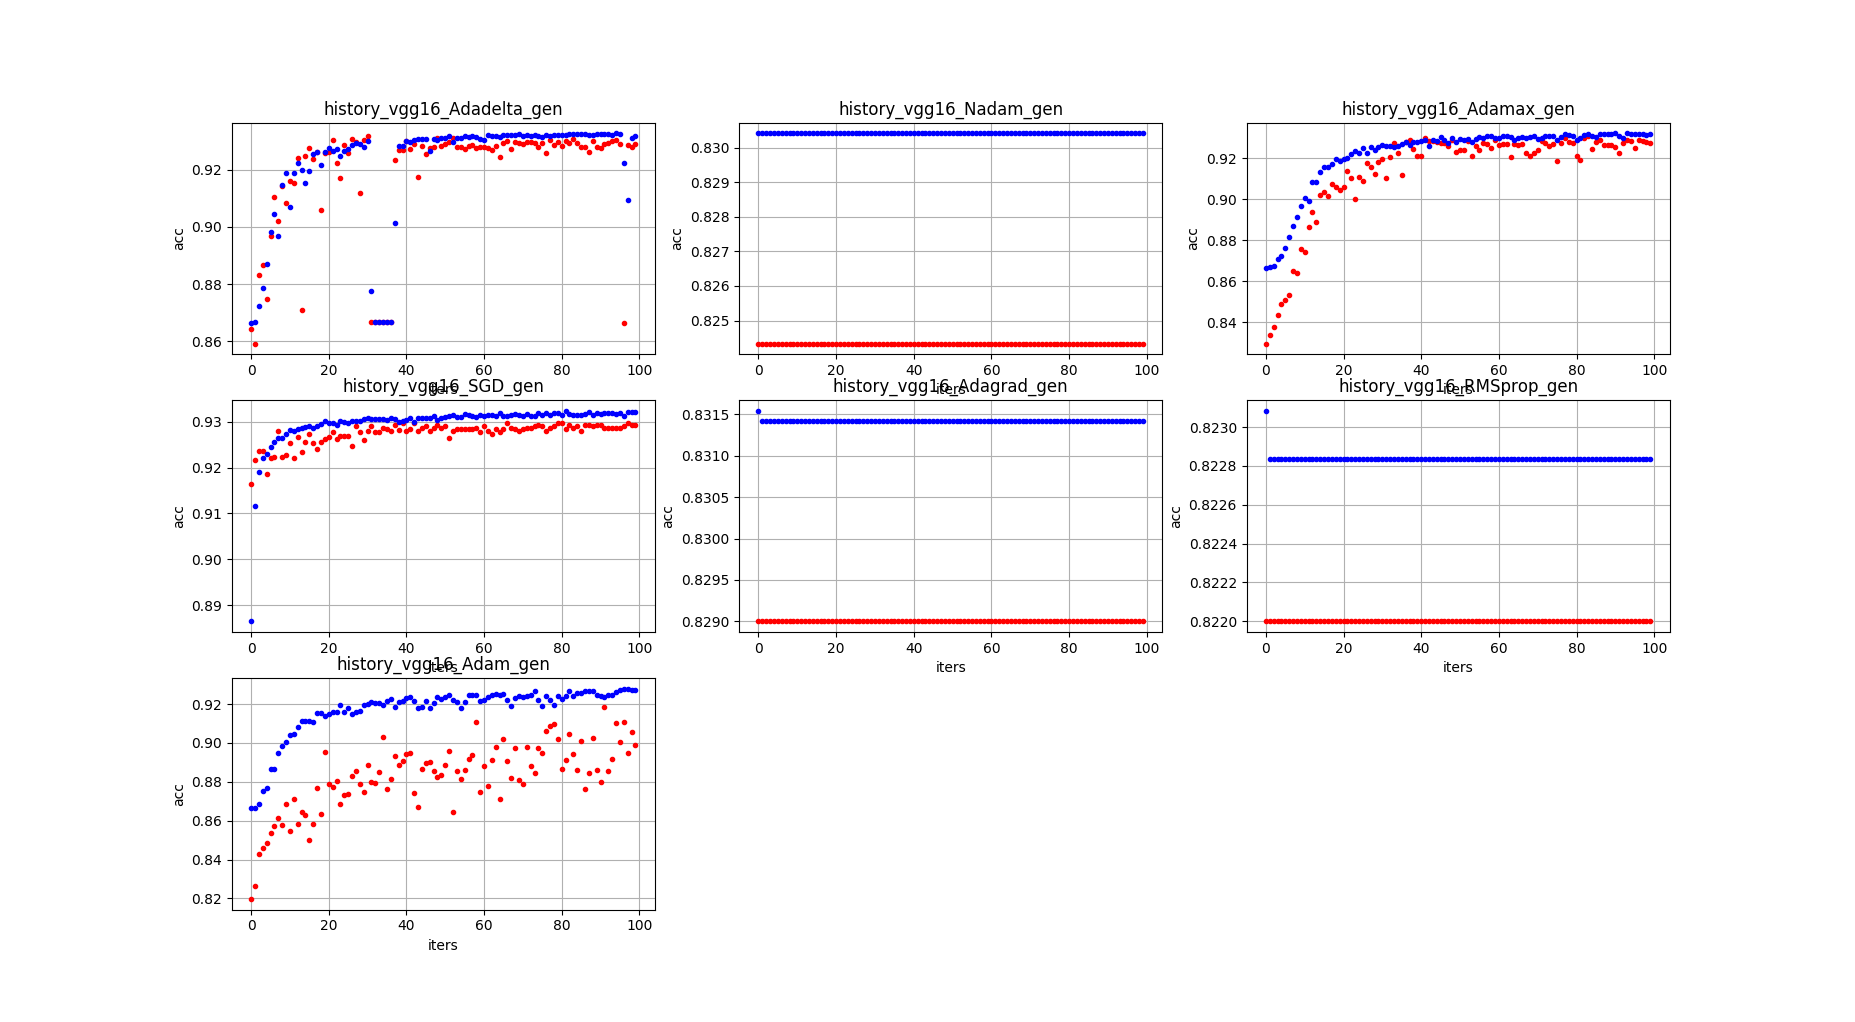 history_vgg16_Adadelta_gen
acc
0.92
0.90
0.88
0.86
0 20 40 60 80 100
iters
history_vgg16_Nadam_gen
acc
0.830
0.829
0.828
0.827
0.826
0.825
0 20 40 60 80 100
iters
history_vgg16_Adamax_gen
acc
0.92
0.90
0.88
0.86
0.84
0 20 40 60 80 100
iters
history_vgg16_SGD_gen
acc
0.93
0.92
0.91
0.90
0.89
0 20 40 60 80 100
iters
history_vgg16_Adagrad_gen
acc
0.8315
0.8310
0.8305
0.8300
0.8295
0.8290
0 20 40 60 80 100
iters
history_vgg16_RMSprop_gen
acc
0.8230
0.8228
0.8226
0.8224
0.8222
0.8220
0 20 40 60 80 100
iters
history_vgg16_Adam_gen
acc
0.92
0.90
0.88
0.86
0.84
0.82
0 20 40 60 80 100
iters